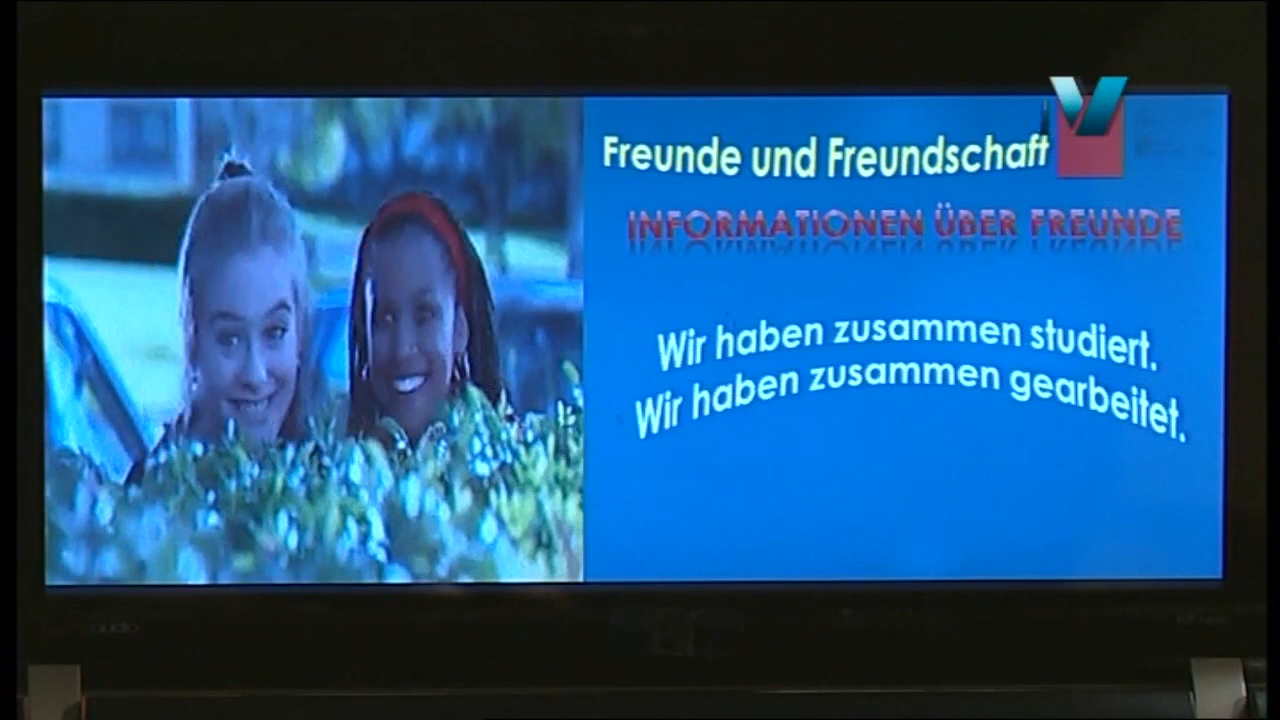 Freunde und Freundschaft
INFORMATIONEN ÜBER FREUNDE
Wir haben zusammen studiert.
Wir haben zusammen gearbeitet.